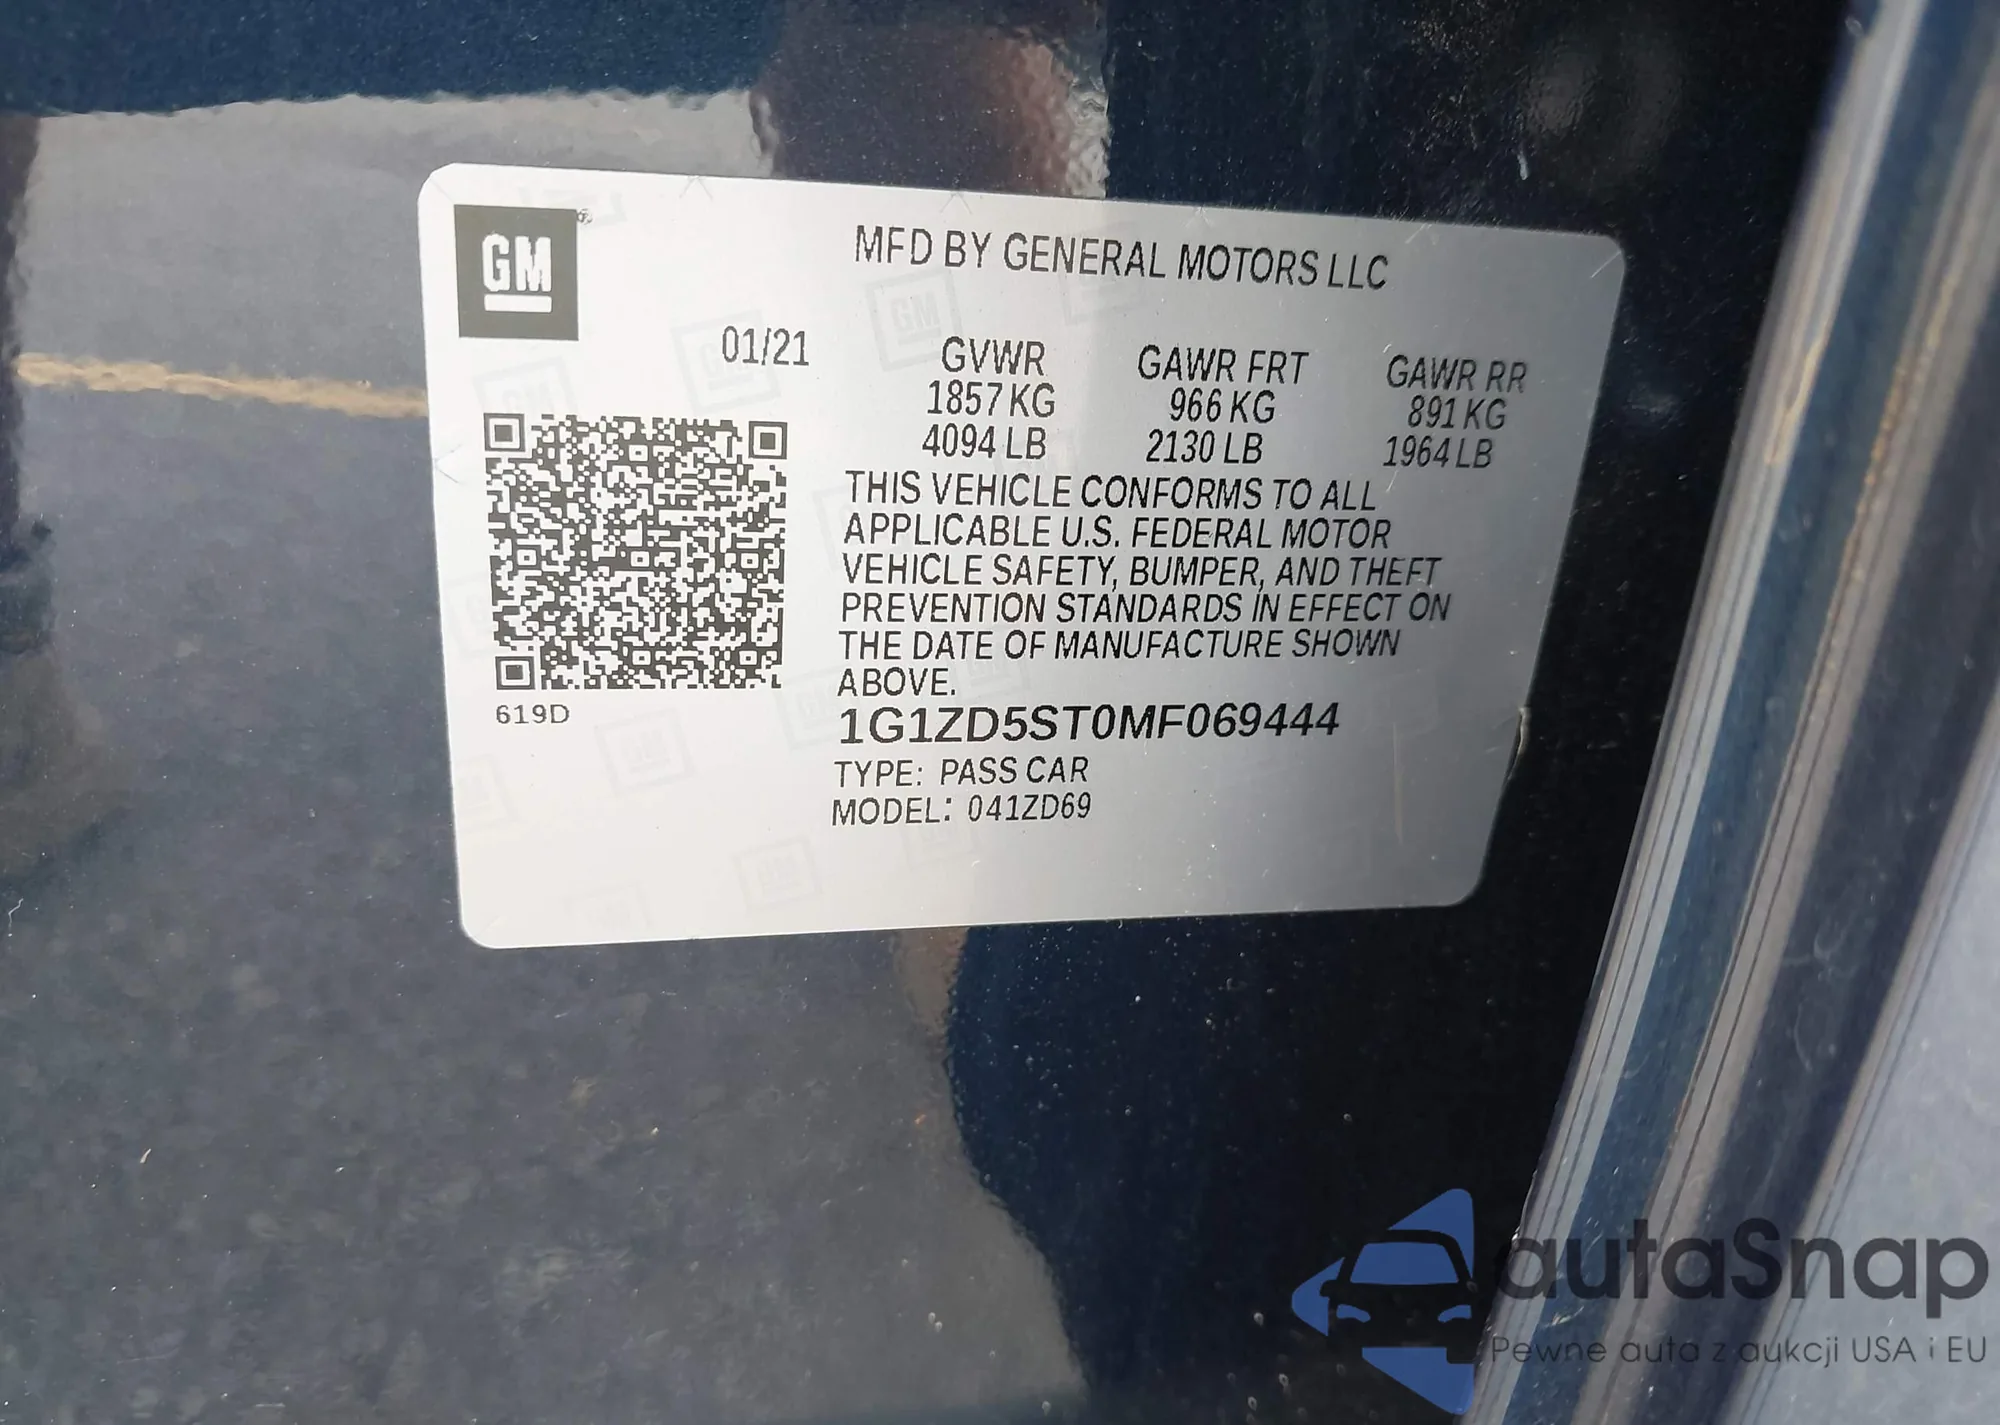 GM
MFD BY GENERAL MOTORS LLC
01/21
GVWR GAWR FRT GAWR RR
1857 KG 966 KG 891 KG
4094 LB 2130 LB 1964 LB
THIS VEHICLE CONFORMS TO ALL
APPLICABLE U.S. FEDERAL MOTOR
VEHICLE SAFETY, BUMPER, AND THEFT
PREVENTION STANDARDS IN EFFECT ON
THE DATE OF MANUFACTURE SHOWN
ABOVE.
619D
1G1ZD5ST0MF069444
TYPE: PASS CAR
MODEL: 041ZD69
autaSnap
Pewne auta z aukcji USA i EU